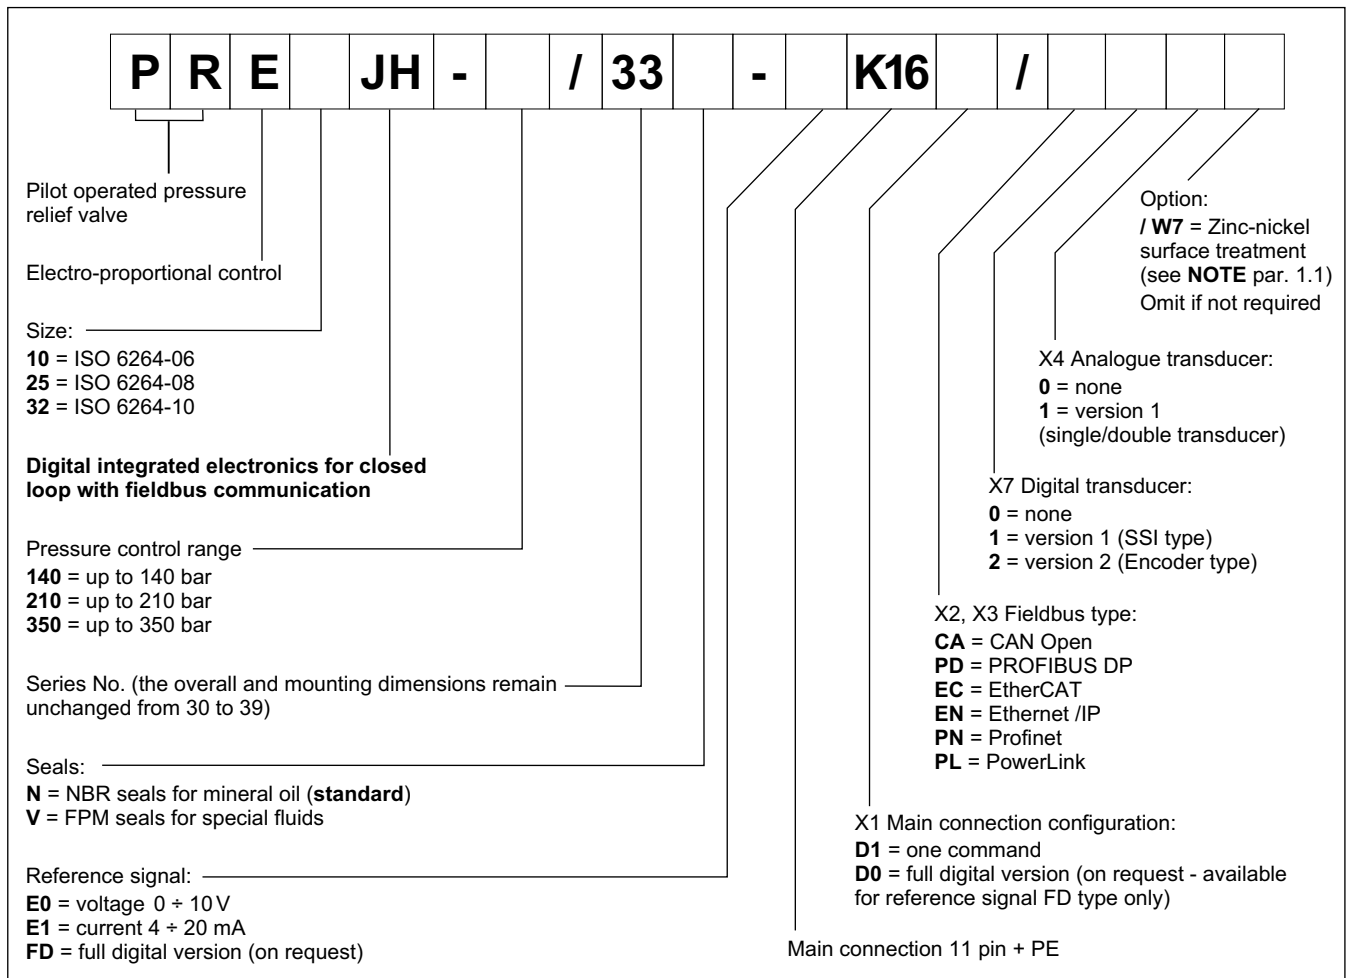 P R E JH - / 33 - K16 /
Pilot operated pressure
relief valve
Electro-proportional control
Size:
10 = ISO 6264-06
25 = ISO 6264-08
32 = ISO 6264-10
Digital integrated electronics for closed
loop with fieldbus communication
Pressure control range
140 = up to 140 bar
210 = up to 210 bar
350 = up to 350 bar
Series No. (the overall and mounting dimensions remain
unchanged from 30 to 39)
Seals:
N = NBR seals for mineral oil (standard)
V = FPM seals for special fluids
Reference signal:
E0 = voltage 0 ÷ 10 V
E1 = current 4 ÷ 20 mA
FD = full digital version (on request)
Option:
/ W7 = Zinc-nickel
surface treatment
(see NOTE par. 1.1)
Omit if not required
X4 Analogue transducer:
0 = none
1 = version 1
(single/double transducer)
X7 Digital transducer:
0 = none
1 = version 1 (SSI type)
2 = version 2 (Encoder type)
X2, X3 Fieldbus type:
CA = CAN Open
PD = PROFIBUS DP
EC = EtherCAT
EN = Ethernet /IP
PN = Profinet
PL = PowerLink
X1 Main connection configuration:
D1 = one command
D0 = full digital version (on request - available
for reference signal FD type only)
Main connection 11 pin + PE